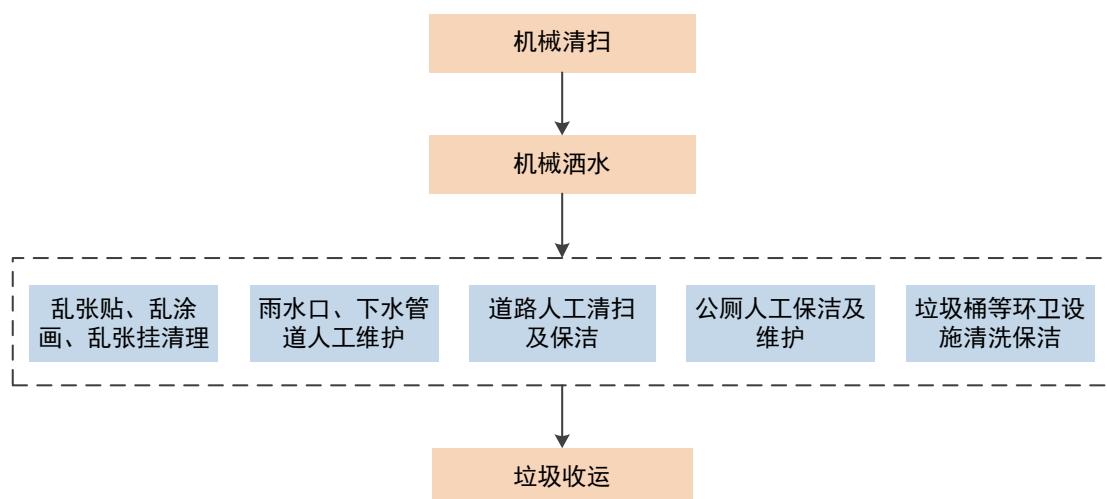 机械清扫
机械洒水
乱张贴、乱涂
画、乱张挂清理
雨水口、下水管
道人工维护
道路人工清扫
及保洁
公厕人工保洁及
维护
垃圾桶等环卫设
施清洗保洁
垃圾收运